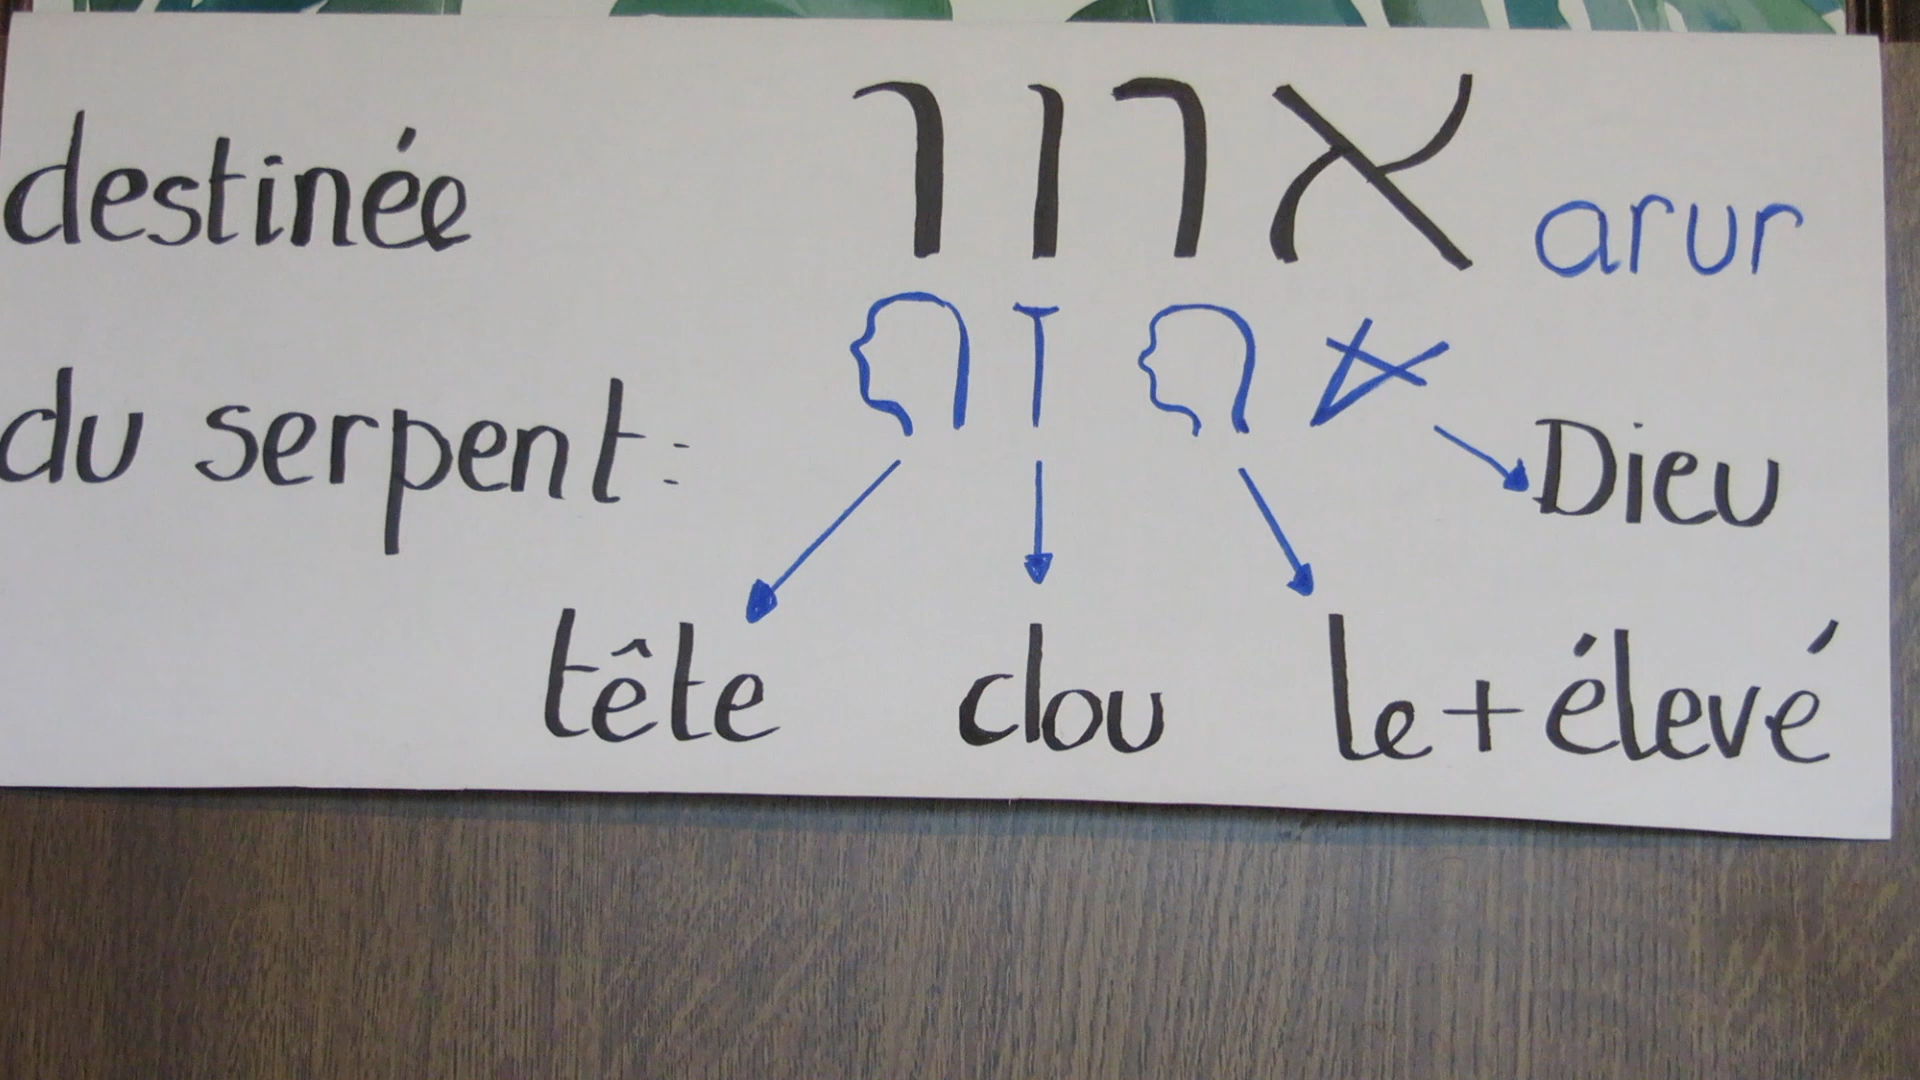 destinée ארור arur
du serpent: Dieu
tête clou le + élevé